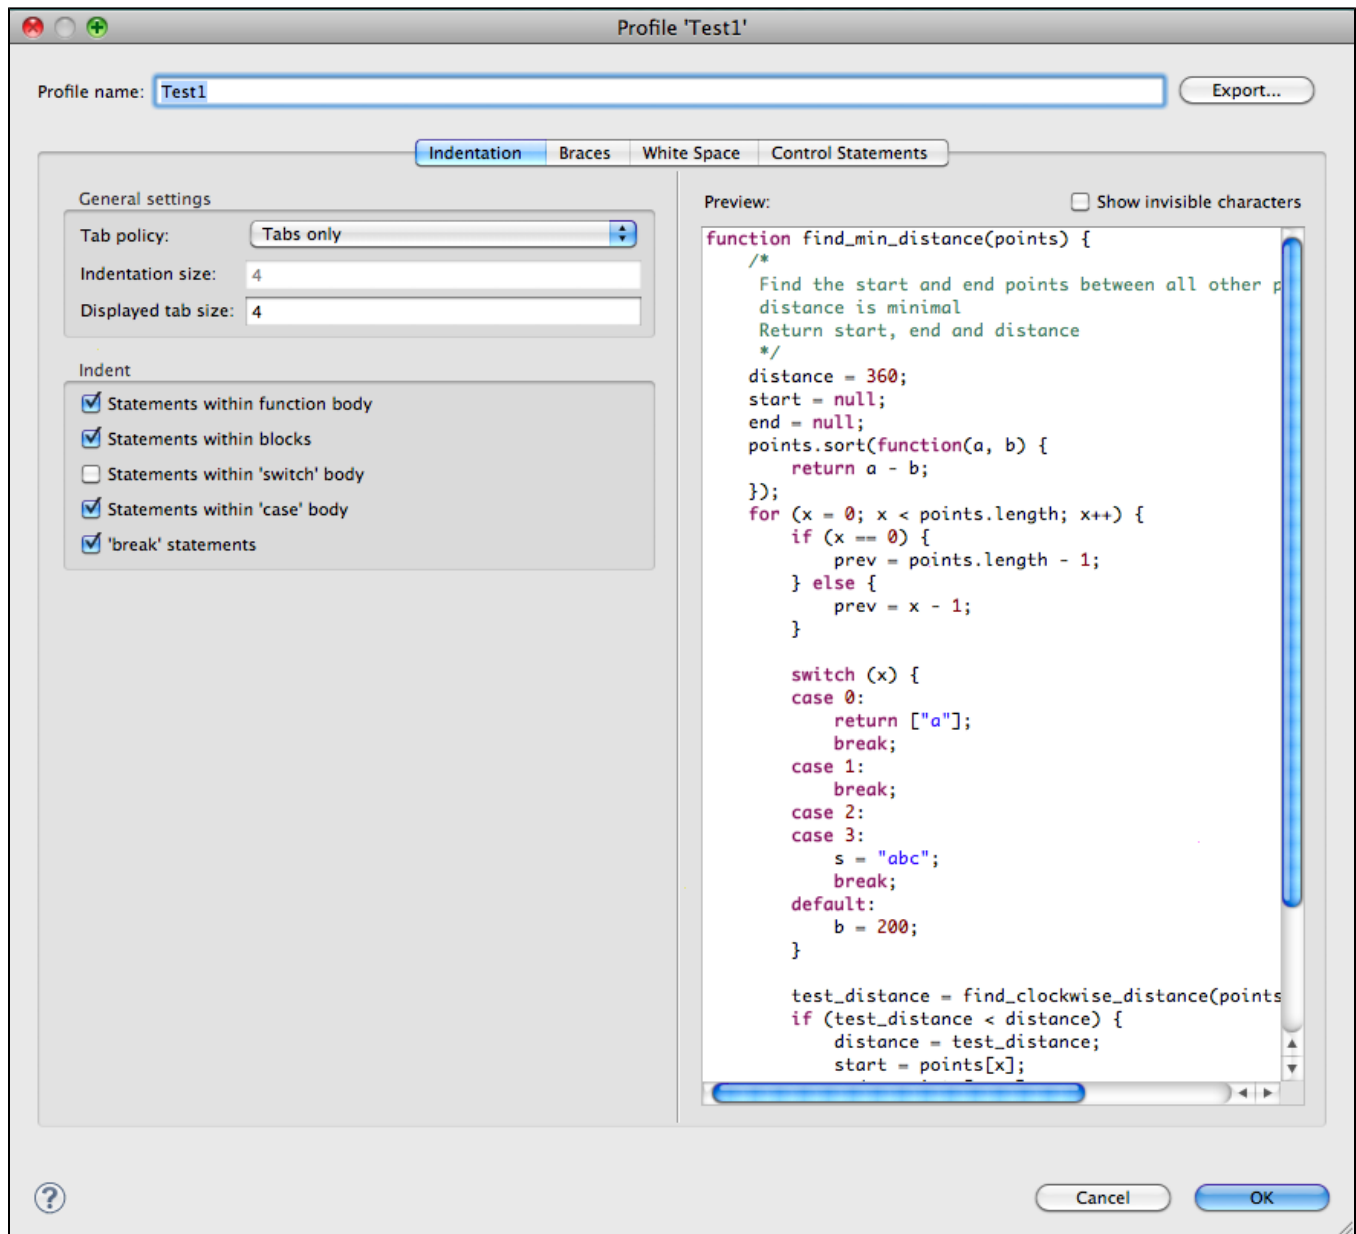 Profile 'Test1'
Profile name: Test1 Export...
Indentation Braces White Space Control Statements
General settings
Tab policy: Tabs only
Indentation size: 4
Displayed tab size: 4
Indent
Statements within function body
Statements within blocks
Statements within 'switch' body
Statements within 'case' body
'break' statements
Preview: Show invisible characters
function find_min_distance(points) {
/*
Find the start and end points between all other p
distance is minimal
Return start, end and distance
*/
distance = 360;
start = null;
end = null;
points.sort(function(a, b) {
return a - b;
});
for (x = 0; x < points.length; x++) {
if (x == 0) {
prev = points.length - 1;
} else {
prev = x - 1;
}
switch (x) {
case 0:
return ["a"];
break;
case 1:
break;
case 2:
case 3:
s = "abc";
break;
default:
b = 200;
}
test_distance = find_clockwise_distance(points
if (test_distance < distance) {
distance = test_distance;
start = points[x];
? Cancel OK